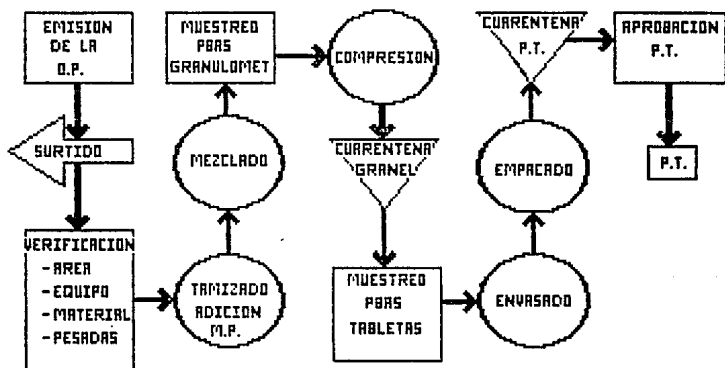 EMISION
DE LA
O.P.
SURTIDO
VERIFICACION
-AREA
-EQUIPO
-MATERIAL
-PESADAS
TAMIZADO
ADICION
M.P.
MEZCLADO
MUESTREO
PBAS
GRANULOMET
COMPRESION
CUARENTENA
GRANEL
MUESTREO
PBAS
TABLETAS
ENVASADO
EMPACADO
CUARENTENA
P.T.
APROBACION
P.T.
P.T.